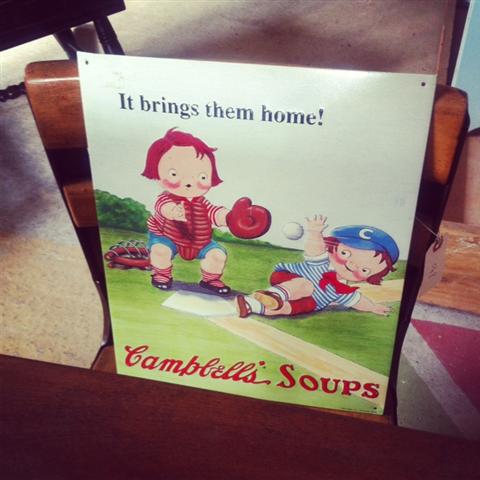 It brings them home!
C
Campbell's Soups